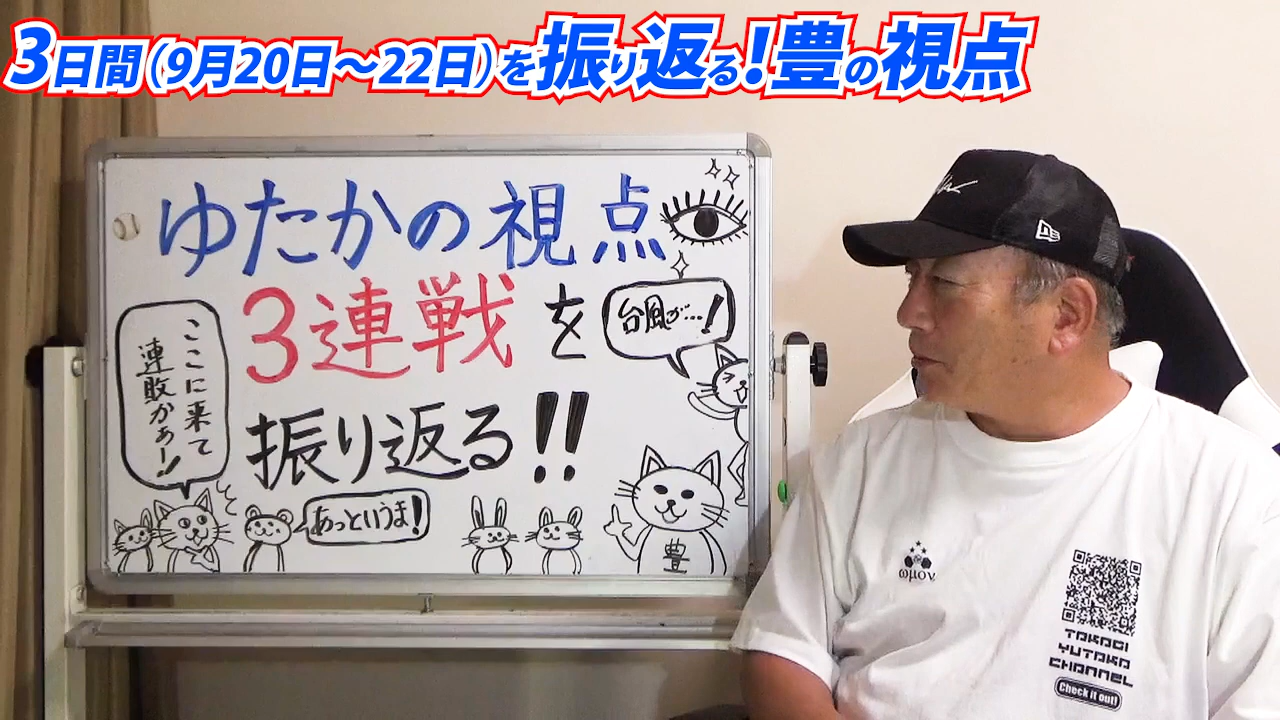 3日間（9月20日～22日）を振り返る！豊の視点
ゆたかの視点
3連戦を
振り返る!!
台風が…!
ここに来て
連敗かぁー!!
あっというま!
豊
ωμον
TAKAGI
YUTAKA
CHANNEL
Check it out!